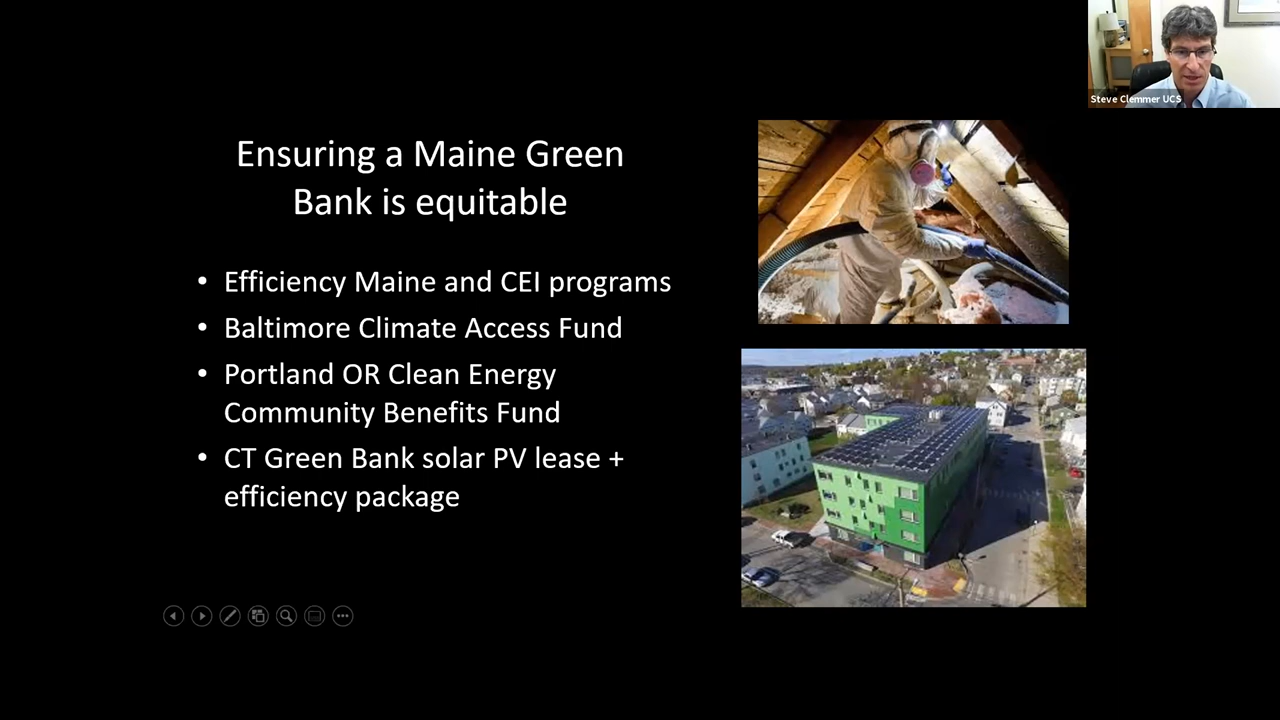 Steve Clemmer UCS
Ensuring a Maine Green
Bank is equitable
• Efficiency Maine and CEI programs
• Baltimore Climate Access Fund
• Portland OR Clean Energy
Community Benefits Fund
• CT Green Bank solar PV lease +
efficiency package